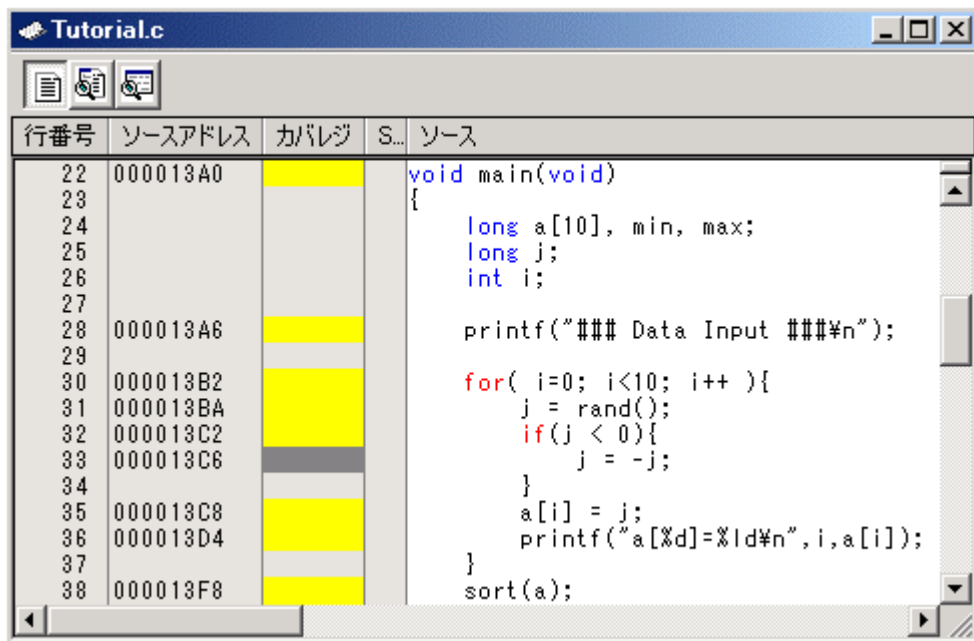 Tutorial.c
行番号 ソースアドレス カバレジ S... ソース
22 000013A0 void main(void)
23 {
24 long a[10], min, max;
25 long j;
26 int i;
27
28 000013A6 printf("### Data Input ###¥n");
29
30 000013B2 for( i=0; i<10; i++ ){
31 000013BA j = rand();
32 000013C2 if(j < 0){
33 000013C6 j = -j;
34 }
35 000013C8 a[i] = j;
36 000013D4 printf("a[%d]=%ld¥n",i,a[i]);
37 }
38 000013F8 sort(a);